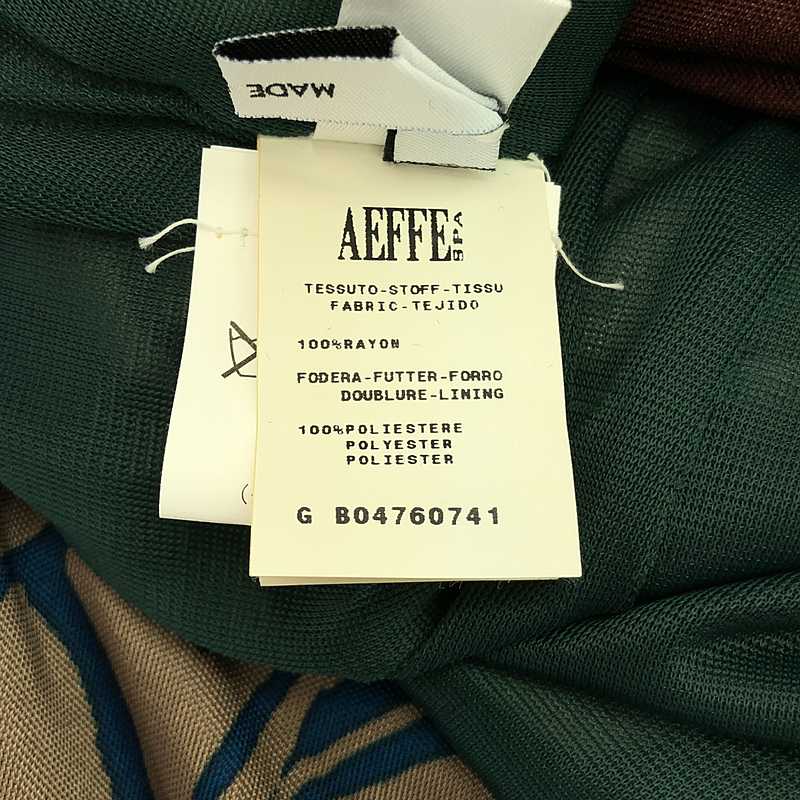 MADE
AEFFE SPA
TESSUTO-STOFF-TISSU
FABRIC-TEJIDO
100%RAYON
FODERA-FUTTER-FORRO
DOUBLURE-LINING
100%POLIESTERE
POLYESTER
POLIESTER
G B04760741